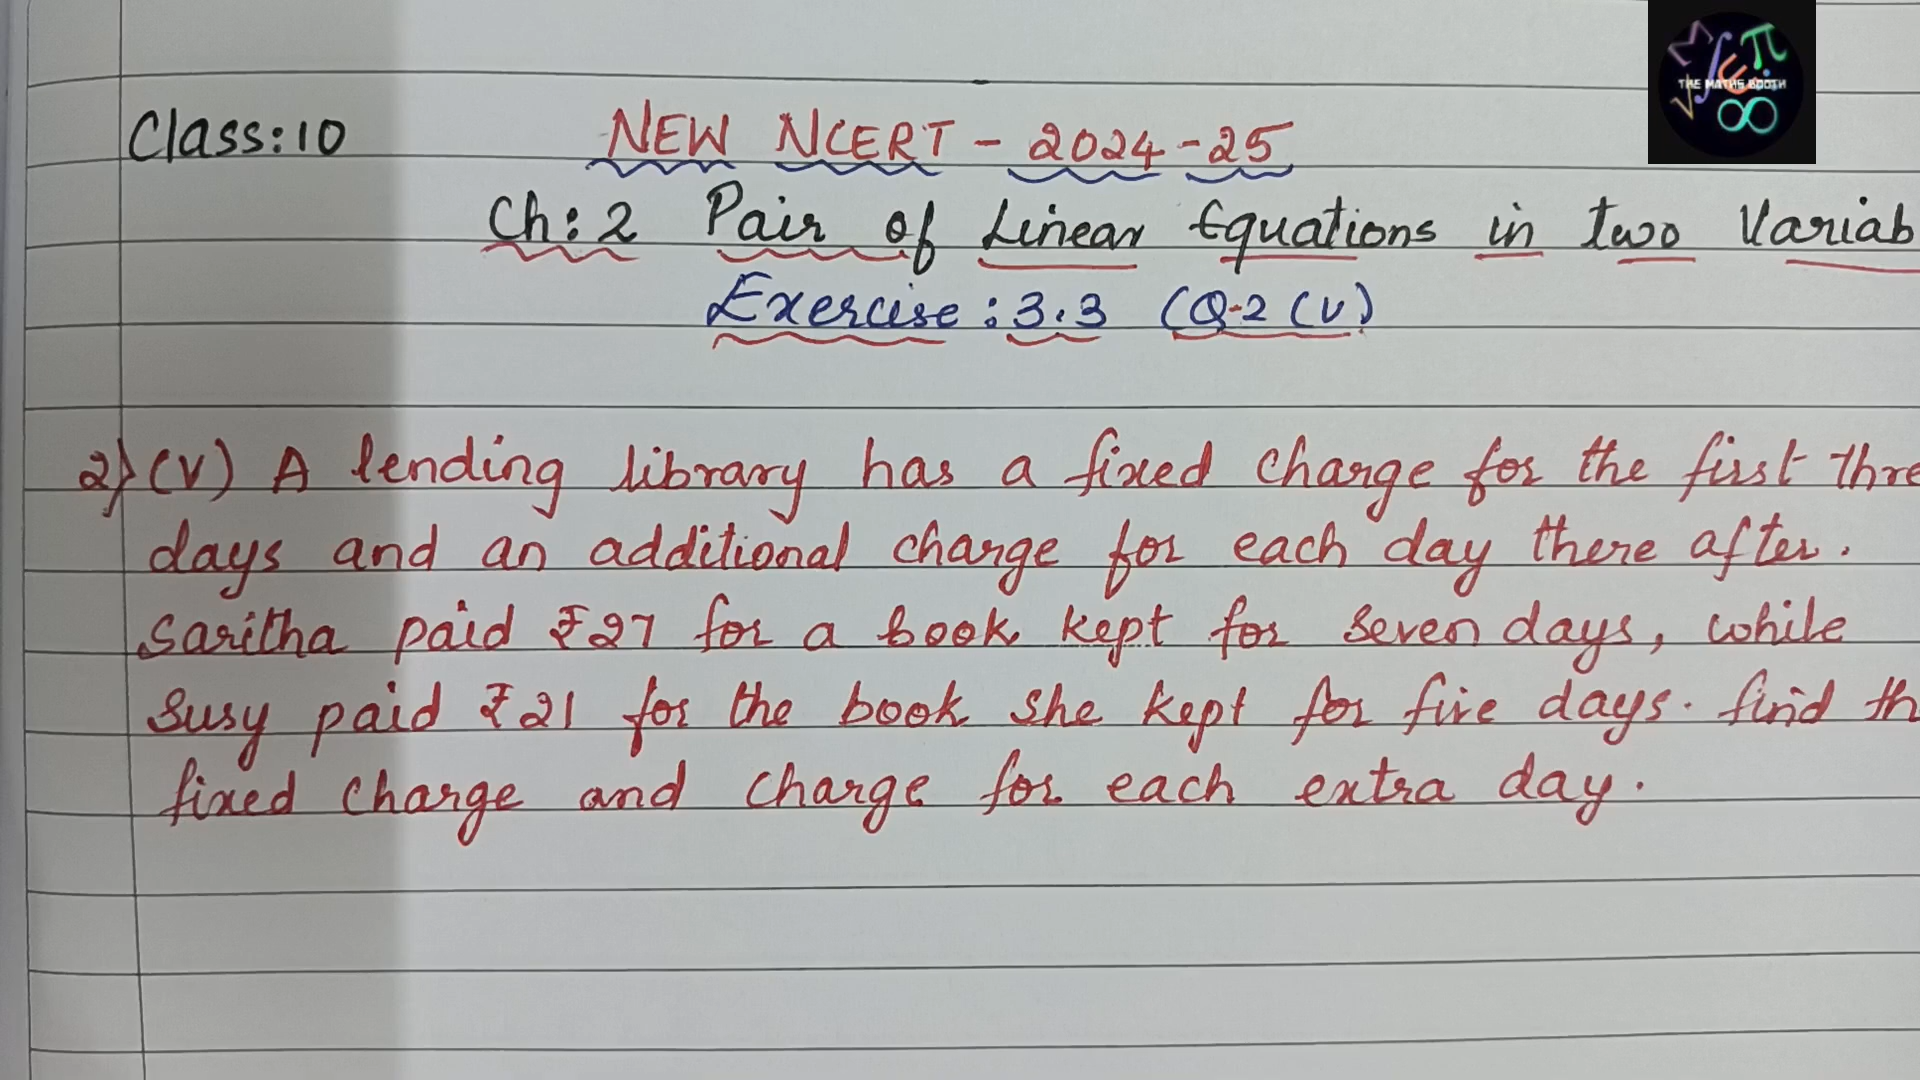 THE MATHS BOOTH
Class:10 NEW NCERT - 2024-25
Ch:2 Pair of Linear Equations in two Variab
Exercise:3.3 (Q-2 (V)
2) (V) A lending library has a fixed charge for the first thre
days and an additional charge for each day there after.
Saritha paid ₹27 for a book kept for seven days, while
Susy paid ₹21 for the book she kept for five days. find th
fixed charge and charge for each extra day.